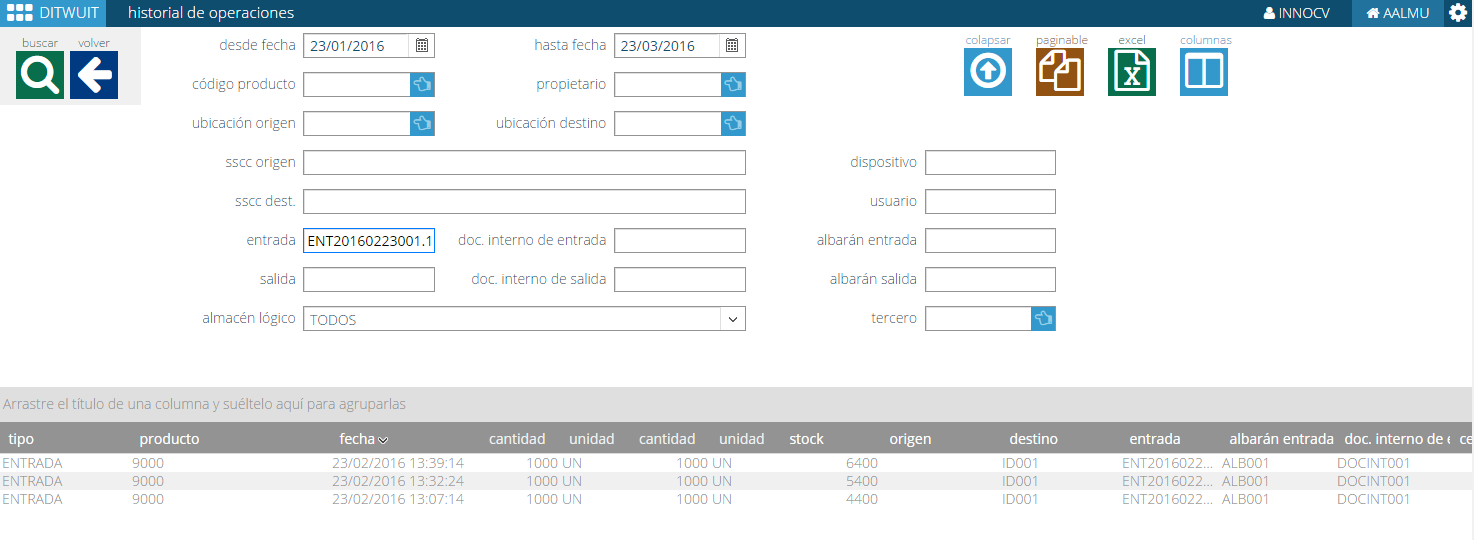 DITWUIT historial de operaciones INNOCV AALMU
buscar volver desde fecha 23/01/2016 hasta fecha 23/03/2016 colapsar paginable excel columnas
código producto propietario
ubicación origen ubicación destino
sscc origen dispositivo
sscc dest. usuario
entrada ENT20160223001.1 doc. interno de entrada albarán entrada
salida doc. interno de salida albarán salida
almacén lógico TODOS tercero
Arrastre el título de una columna y suéltelo aquí para agruparlas
tipo producto fecha cantidad unidad cantidad unidad stock origen destino entrada albarán entrada doc. interno de e ce
ENTRADA 9000 23/02/2016 13:39:14 1000 UN 1000 UN 6400 ID001 ENT2016022... ALB001 DOCINT001
ENTRADA 9000 23/02/2016 13:32:24 1000 UN 1000 UN 5400 ID001 ENT2016022... ALB001 DOCINT001
ENTRADA 9000 23/02/2016 13:07:14 1000 UN 1000 UN 4400 ID001 ENT2016022... ALB001 DOCINT001